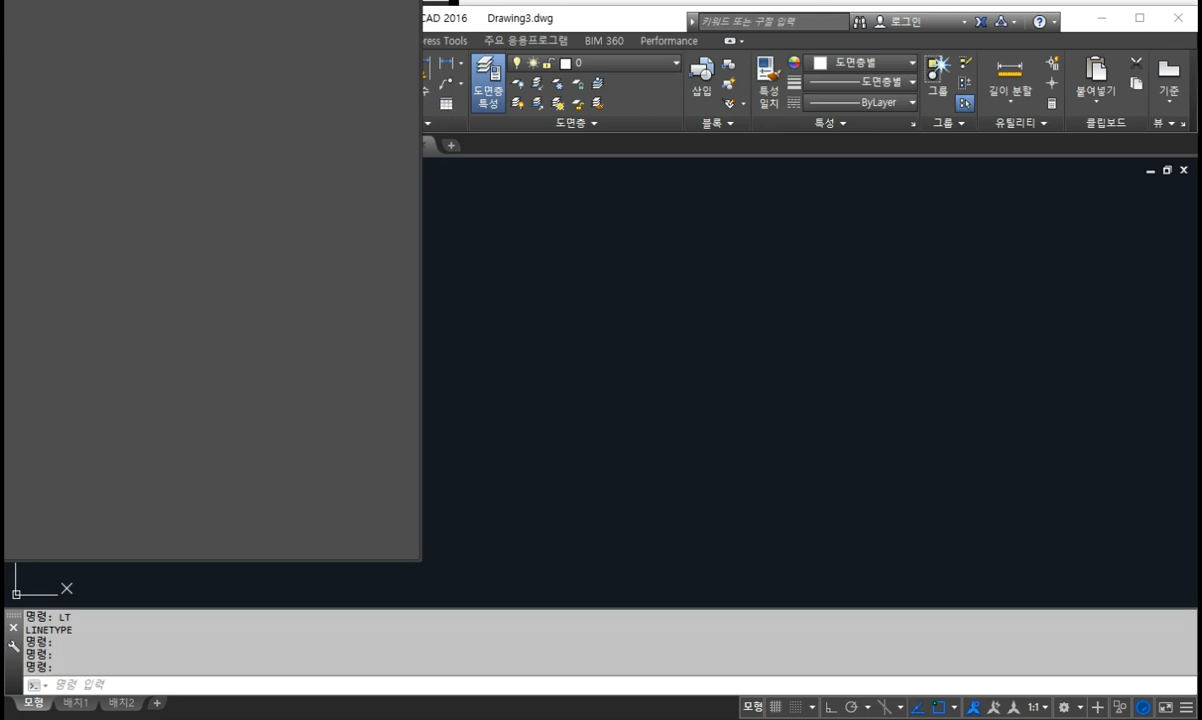 CAD 2016 Drawing3.dwg 키워드 또는 구절 입력 로그인
ress Tools 주요 응용프로그램 BIM 360 Performance
0 도면층별
도면층별
도면층 특성 삽입 특성 일치 그룹 길이 분할 붙여넣기 기준
수 ByLayer
도면층 블록 특성 그룹 유틸리티 클립보드 뷰
명령: LT
LINETYPE
명령:
명령:
명령:
명령 입력
모형 배치1 배치2 모형 1:1